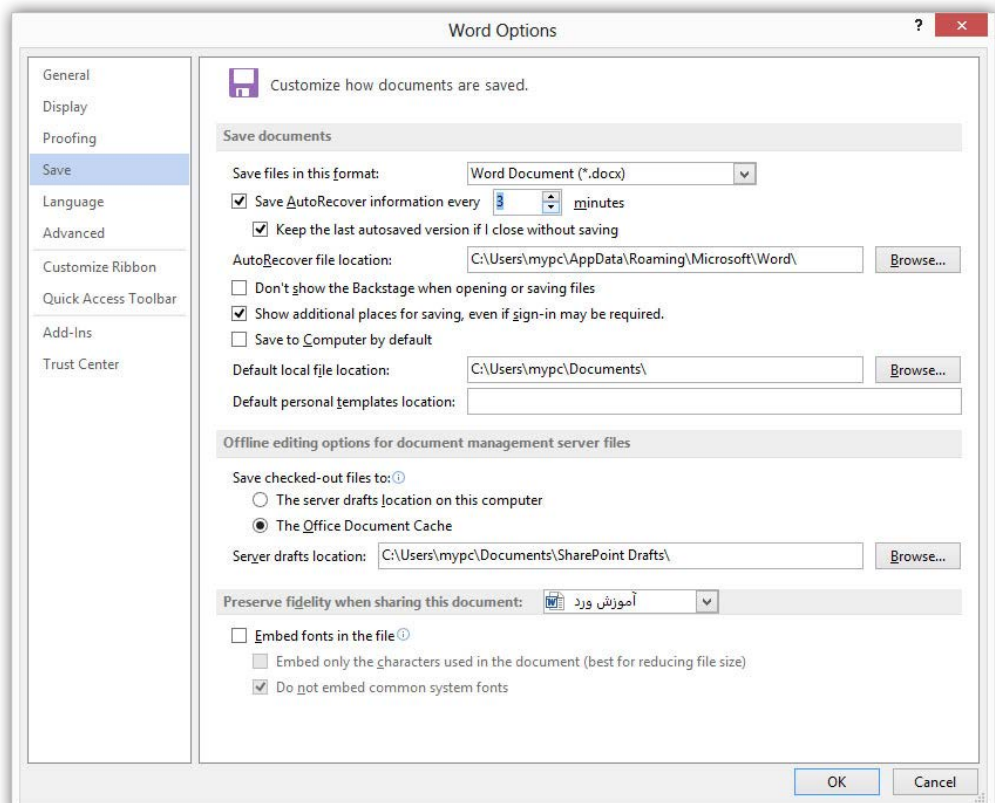 Word Options
?
General
Display
Proofing
Save
Language
Advanced
Customize Ribbon
Quick Access Toolbar
Add-Ins
Trust Center
Customize how documents are saved.
Save documents
Save files in this format: Word Document (*.docx)
Save AutoRecover information every 3 minutes
Keep the last autosaved version if I close without saving
AutoRecover file location: C:\Users\mypc\AppData\Roaming\Microsoft\Word\ Browse...
Don't show the Backstage when opening or saving files
Show additional places for saving, even if sign-in may be required.
Save to Computer by default
Default local file location: C:\Users\mypc\Documents\ Browse...
Default personal templates location:
Offline editing options for document management server files
Save checked-out files to:
The server drafts location on this computer
The Office Document Cache
Server drafts location: C:\Users\mypc\Documents\SharePoint Drafts\ Browse...
Preserve fidelity when sharing this document: آموزش ورد
Embed fonts in the file
Embed only the characters used in the document (best for reducing file size)
Do not embed common system fonts
OK Cancel